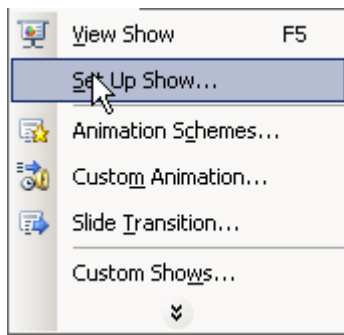 View Show F5
Set Up Show...
Animation Schemes...
Custom Animation...
Slide Transition...
Custom Shows...